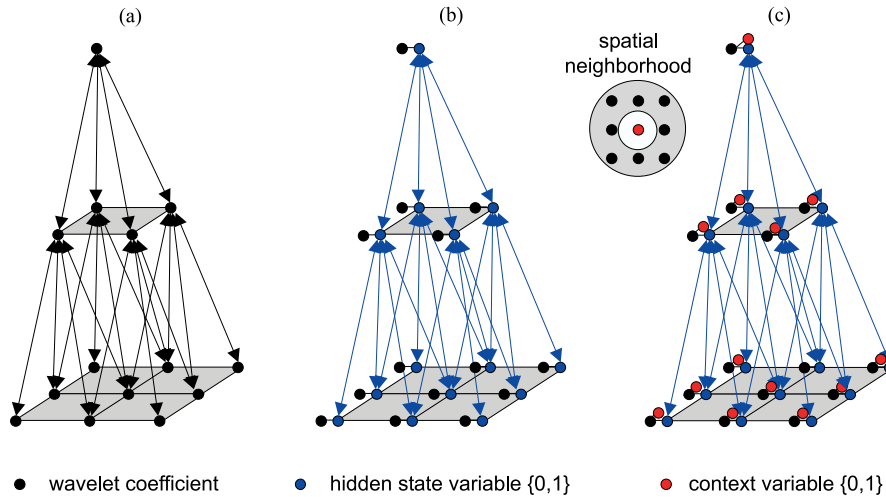 (a)
(b)
(c)
spatial
neighborhood
wavelet coefficient
hidden state variable {0,1}
context variable {0,1}